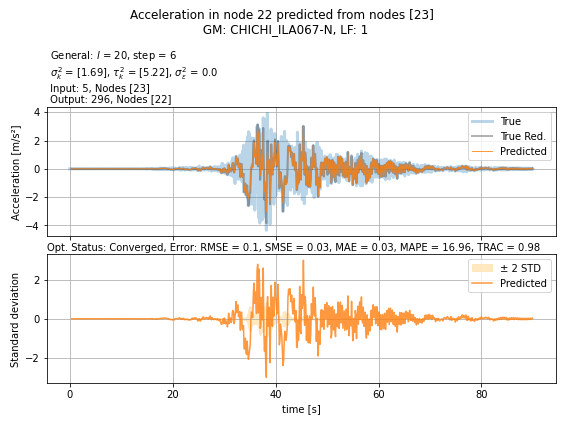 Acceleration in node 22 predicted from nodes [23]
GM: CHICHI_ILA067-N, LF: 1
General: l = 20, step = 6
σ²ₖ = [1.69], τ²ₖ = [5.22], σ²ε = 0.0
Input: 5, Nodes [23]
Output: 296, Nodes [22]
Acceleration [m/s²]
4
2
0
−2
−4
True
True Red.
Predicted
Opt. Status: Converged, Error: RMSE = 0.1, SMSE = 0.03, MAE = 0.03, MAPE = 16.96, TRAC = 0.98
Standard deviation
2
0
−2
± 2 STD
Predicted
0 20 40 60 80
time [s]